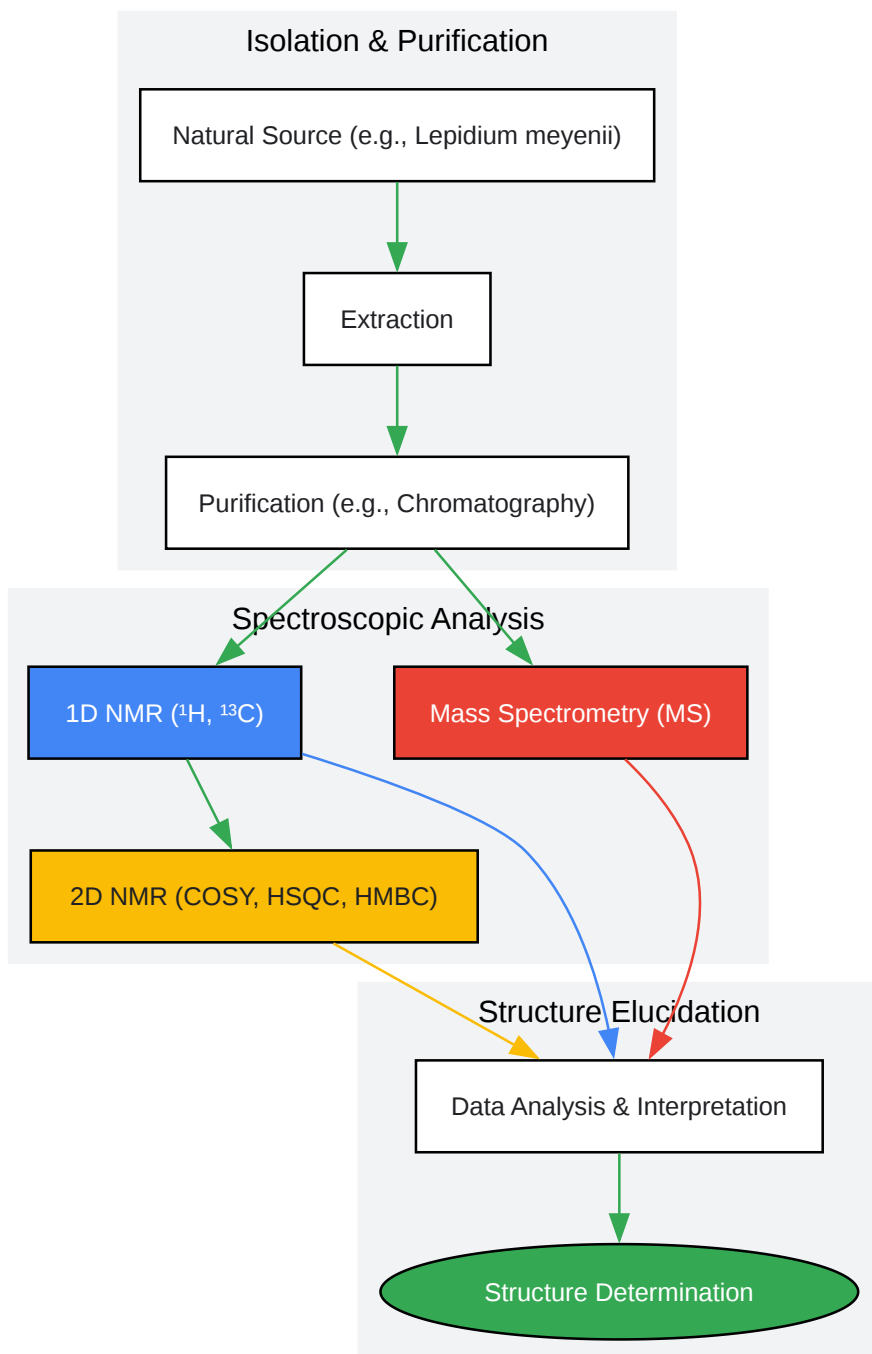 Isolation & Purification
Natural Source (e.g., Lepidium meyenii)
Extraction
Purification (e.g., Chromatography)
Spectroscopic Analysis
1D NMR (¹H, ¹³C)
Mass Spectrometry (MS)
2D NMR (COSY, HSQC, HMBC)
Structure Elucidation
Data Analysis & Interpretation
Structure Determination